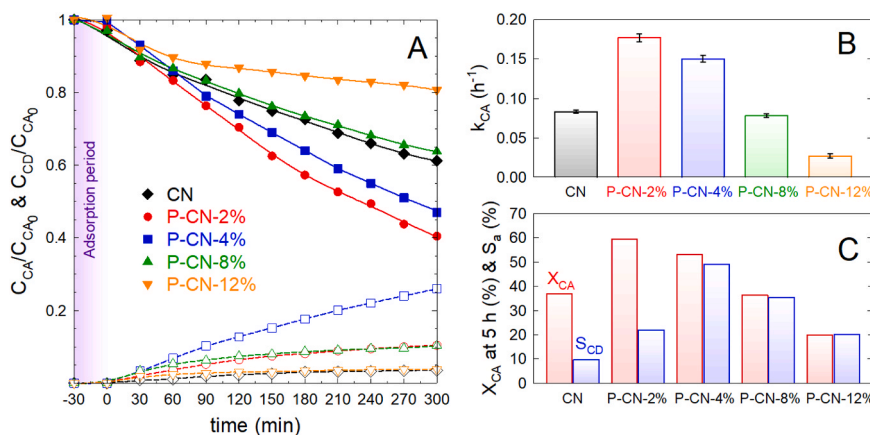 A
C_CA/C_CA0 & C_CD/C_CA0
1
0.8
0.6
0.4
0.2
0
Adsorption period
CN
P-CN-2%
P-CN-4%
P-CN-8%
P-CN-12%
-30 0 30 60 90 120 150 180 210 240 270 300
time (min)
B
k_CA (h⁻¹)
0.20
0.15
0.10
0.05
0.00
CN P-CN-2% P-CN-4% P-CN-8% P-CN-12%
C
X_CA at 5 h (%) & S_a (%)
70
60
50
40
30
20
10
0
X_CA
S_CD
CN P-CN-2% P-CN-4% P-CN-8% P-CN-12%